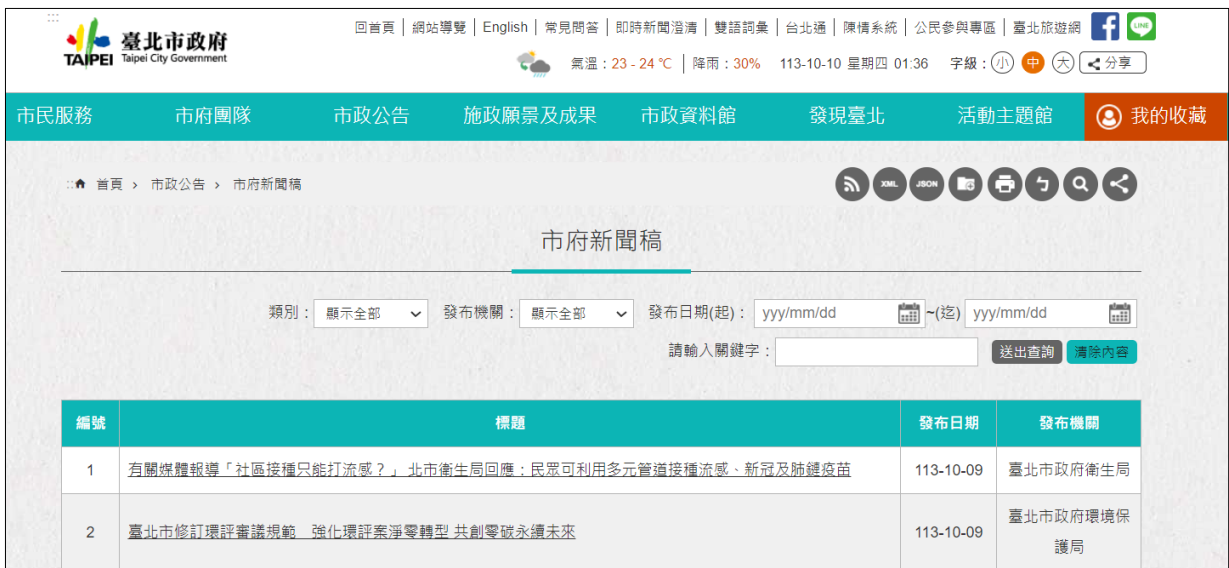 :::
臺北市政府
TAIPEI Taipei City Government
回首頁 | 網站導覽 | English | 常見問答 | 即時新聞澄清 | 雙語詞彙 | 台北通 | 陳情系統 | 公民參與專區 | 臺北旅遊網 f LINE
氣溫：23 - 24 ℃ | 降雨：30% 113-10-10 星期四 01:36 字級：小 中 大 分享
市民服務 市府團隊 市政公告 施政願景及成果 市政資料館 發現臺北 活動主題館 我的收藏
::: 首頁 › 市政公告 › 市府新聞稿 XML JSON ㄅ
市府新聞稿
類別： 顯示全部 發布機關： 顯示全部 發布日期(起)： yyy/mm/dd ~(迄) yyy/mm/dd
請輸入關鍵字： 送出查詢 清除內容
編號 標題 發布日期 發布機關
1 有關媒體報導「社區接種只能打流感？」 北市衛生局回應：民眾可利用多元管道接種流感、新冠及肺鏈疫苗 113-10-09 臺北市政府衛生局
2 臺北市修訂環評審議規範　強化環評案淨零轉型 共創零碳永續未來 113-10-09 臺北市政府環境保
護局